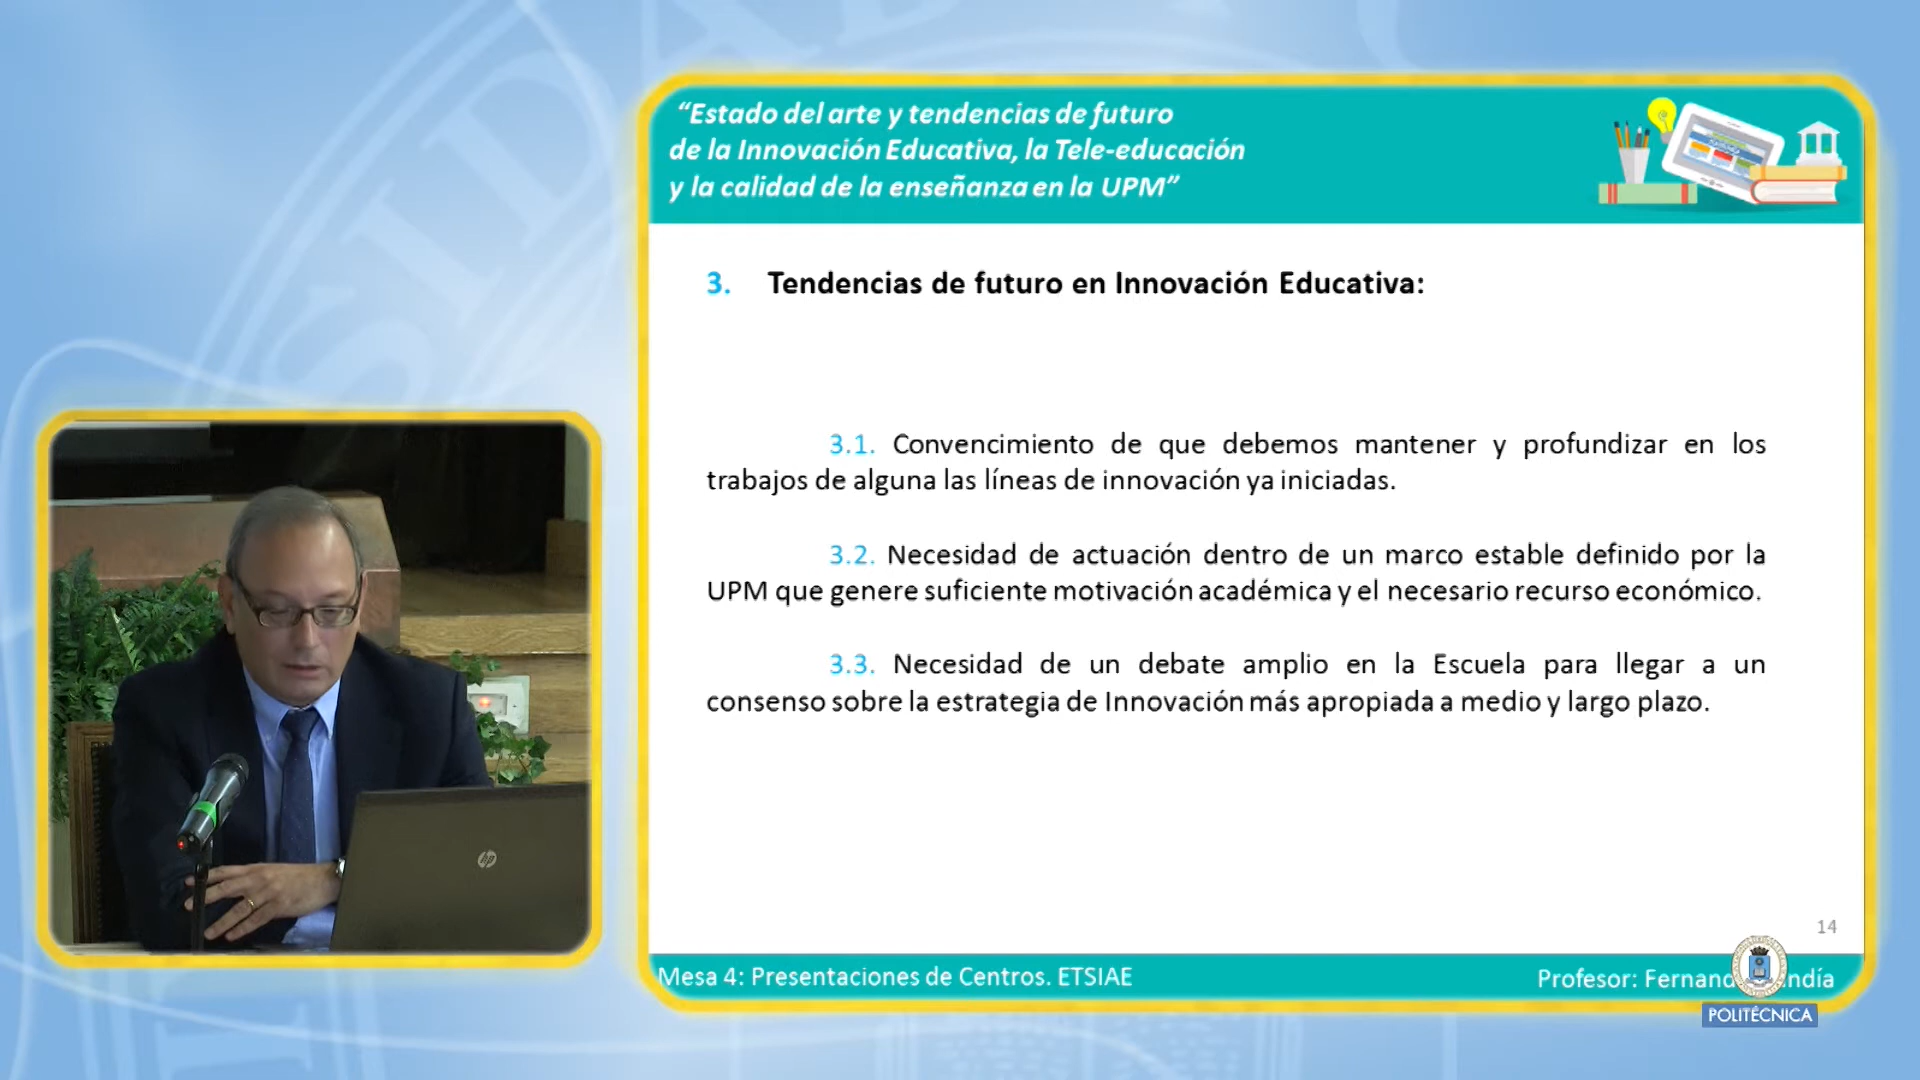 “Estado del arte y tendencias de futuro
de la Innovación Educativa, la Tele-educación
y la calidad de la enseñanza en la UPM”
3. Tendencias de futuro en Innovación Educativa:
3.1. Convencimiento de que debemos mantener y profundizar en los
trabajos de alguna las líneas de innovación ya iniciadas.
3.2. Necesidad de actuación dentro de un marco estable definido por la
UPM que genere suficiente motivación académica y el necesario recurso económico.
3.3. Necesidad de un debate amplio en la Escuela para llegar a un
consenso sobre la estrategia de Innovación más apropiada a medio y largo plazo.
14
Mesa 4: Presentaciones de Centros. ETSIAE
Profesor:
POLITÉCNICA
hp